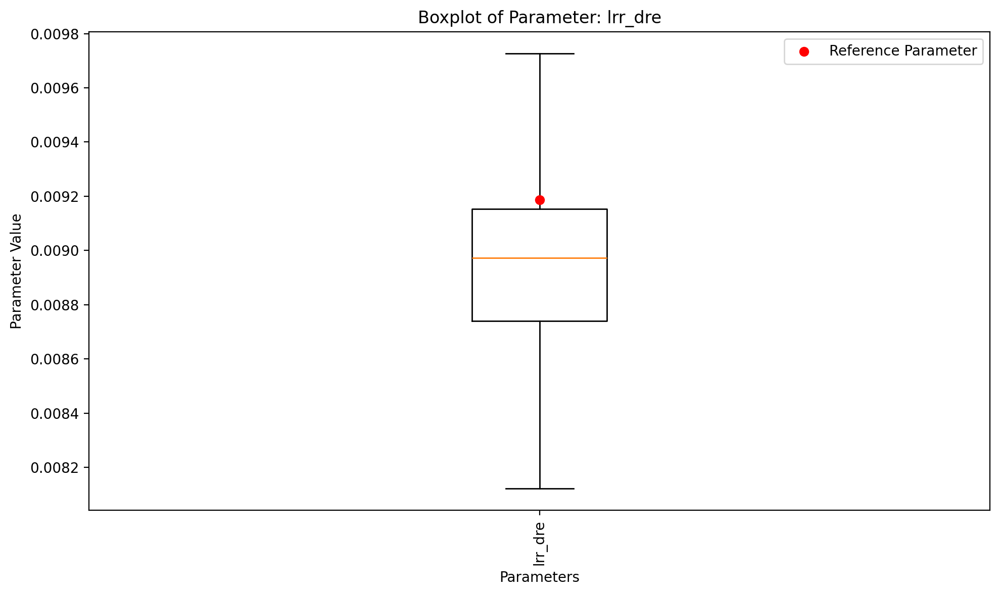 Boxplot of Parameter: lrr_dre
Reference Parameter
0.0098
0.0096
0.0094
0.0092
0.0090
0.0088
0.0086
0.0084
0.0082
Parameter Value
lrr_dre
Parameters